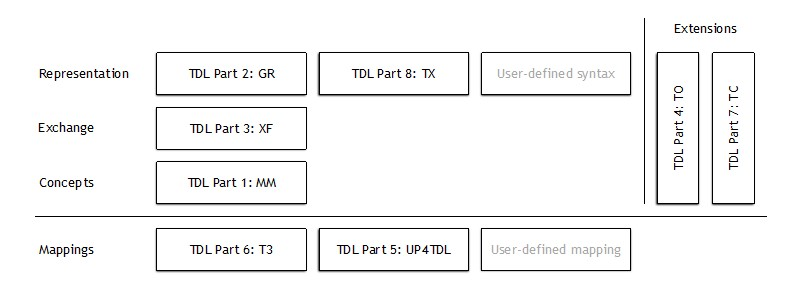 Extensions
Representation
TDL Part 2: GR
TDL Part 8: TX
User-defined syntax
TDL Part 4: TO
TDL Part 7: TC
Exchange
TDL Part 3: XF
Concepts
TDL Part 1: MM
Mappings
TDL Part 6: T3
TDL Part 5: UP4TDL
User-defined mapping